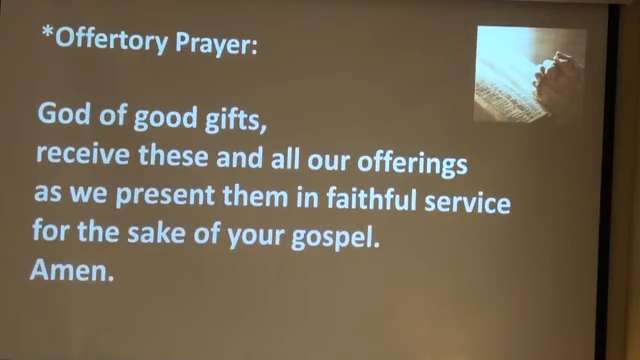 *Offertory Prayer:
God of good gifts,
receive these and all our offerings
as we present them in faithful service
for the sake of your gospel.
Amen.